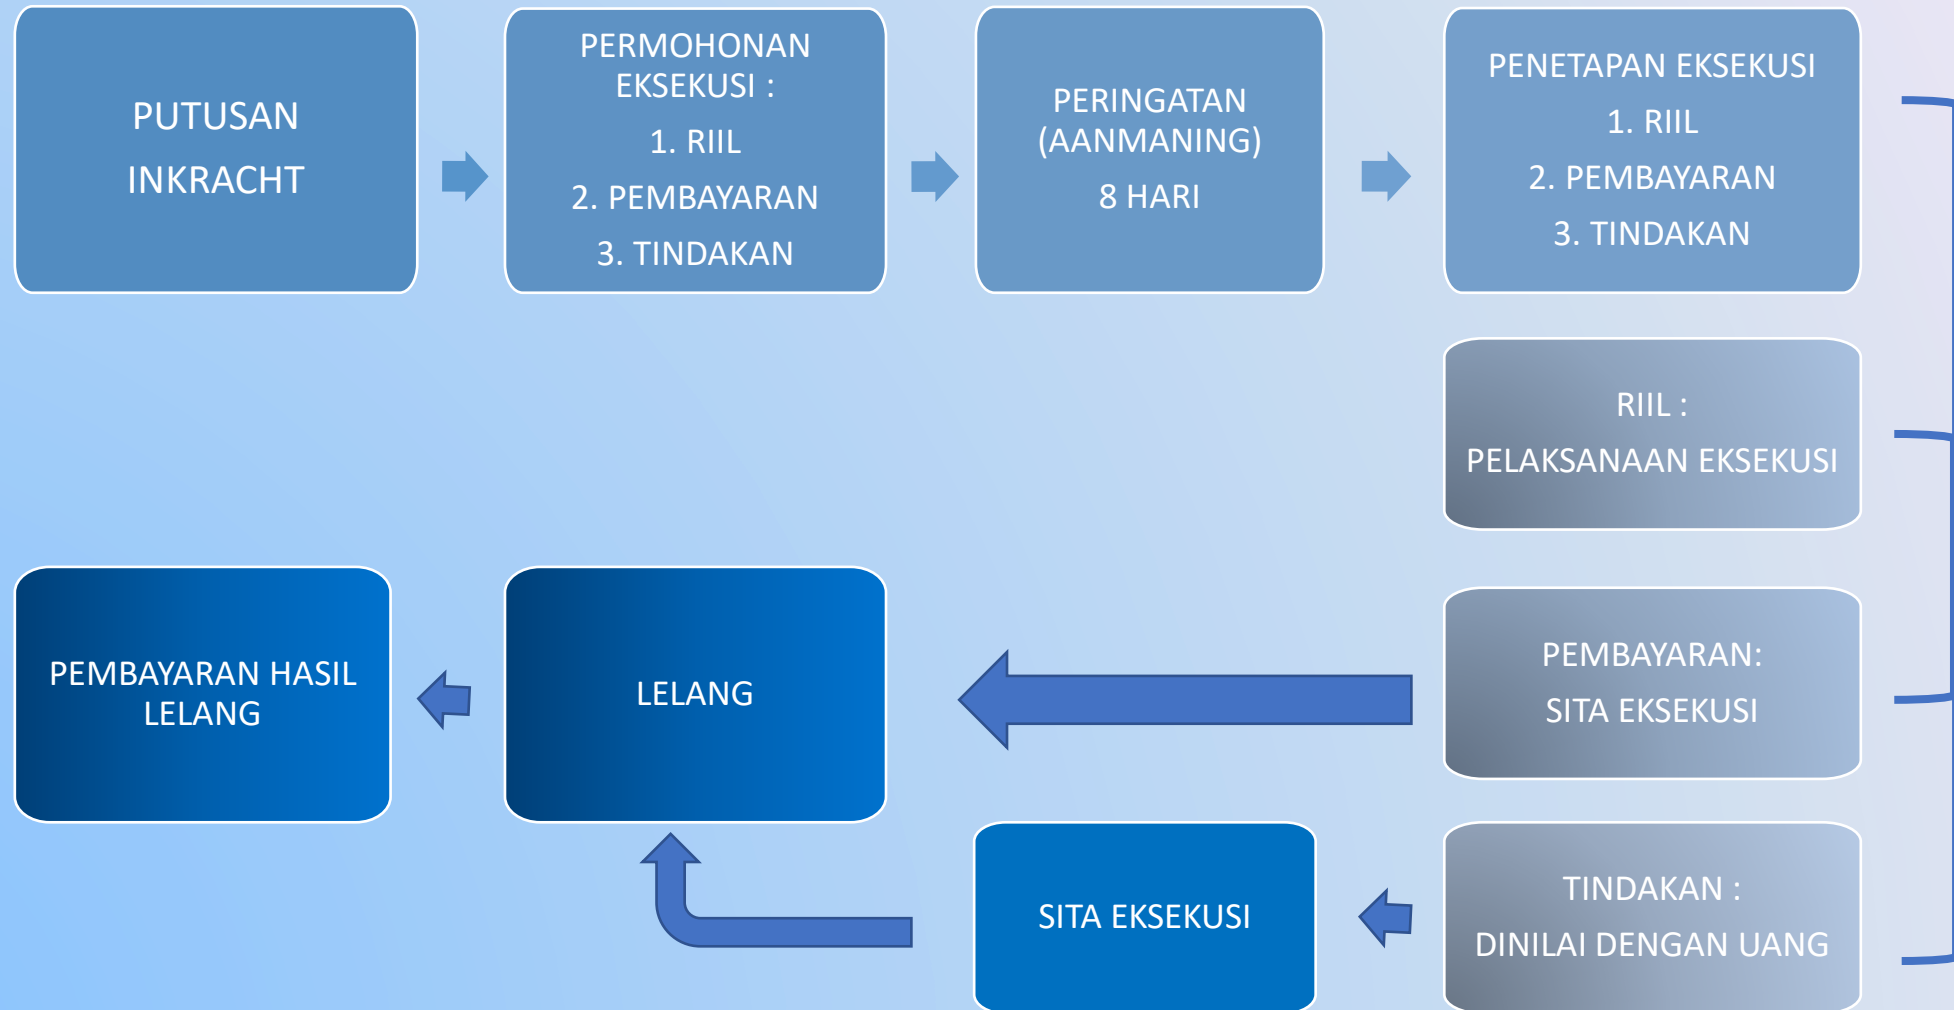 PUTUSAN
INKRACHT
PERMOHONAN
EKSEKUSI :
1. RIIL
2. PEMBAYARAN
3. TINDAKAN
PERINGATAN
(AANMANING)
8 HARI
PENETAPAN EKSEKUSI
1. RIIL
2. PEMBAYARAN
3. TINDAKAN
RIIL :
PELAKSANAAN EKSEKUSI
PEMBAYARAN:
SITA EKSEKUSI
LELANG
PEMBAYARAN HASIL
LELANG
TINDAKAN :
DINILAI DENGAN UANG
SITA EKSEKUSI